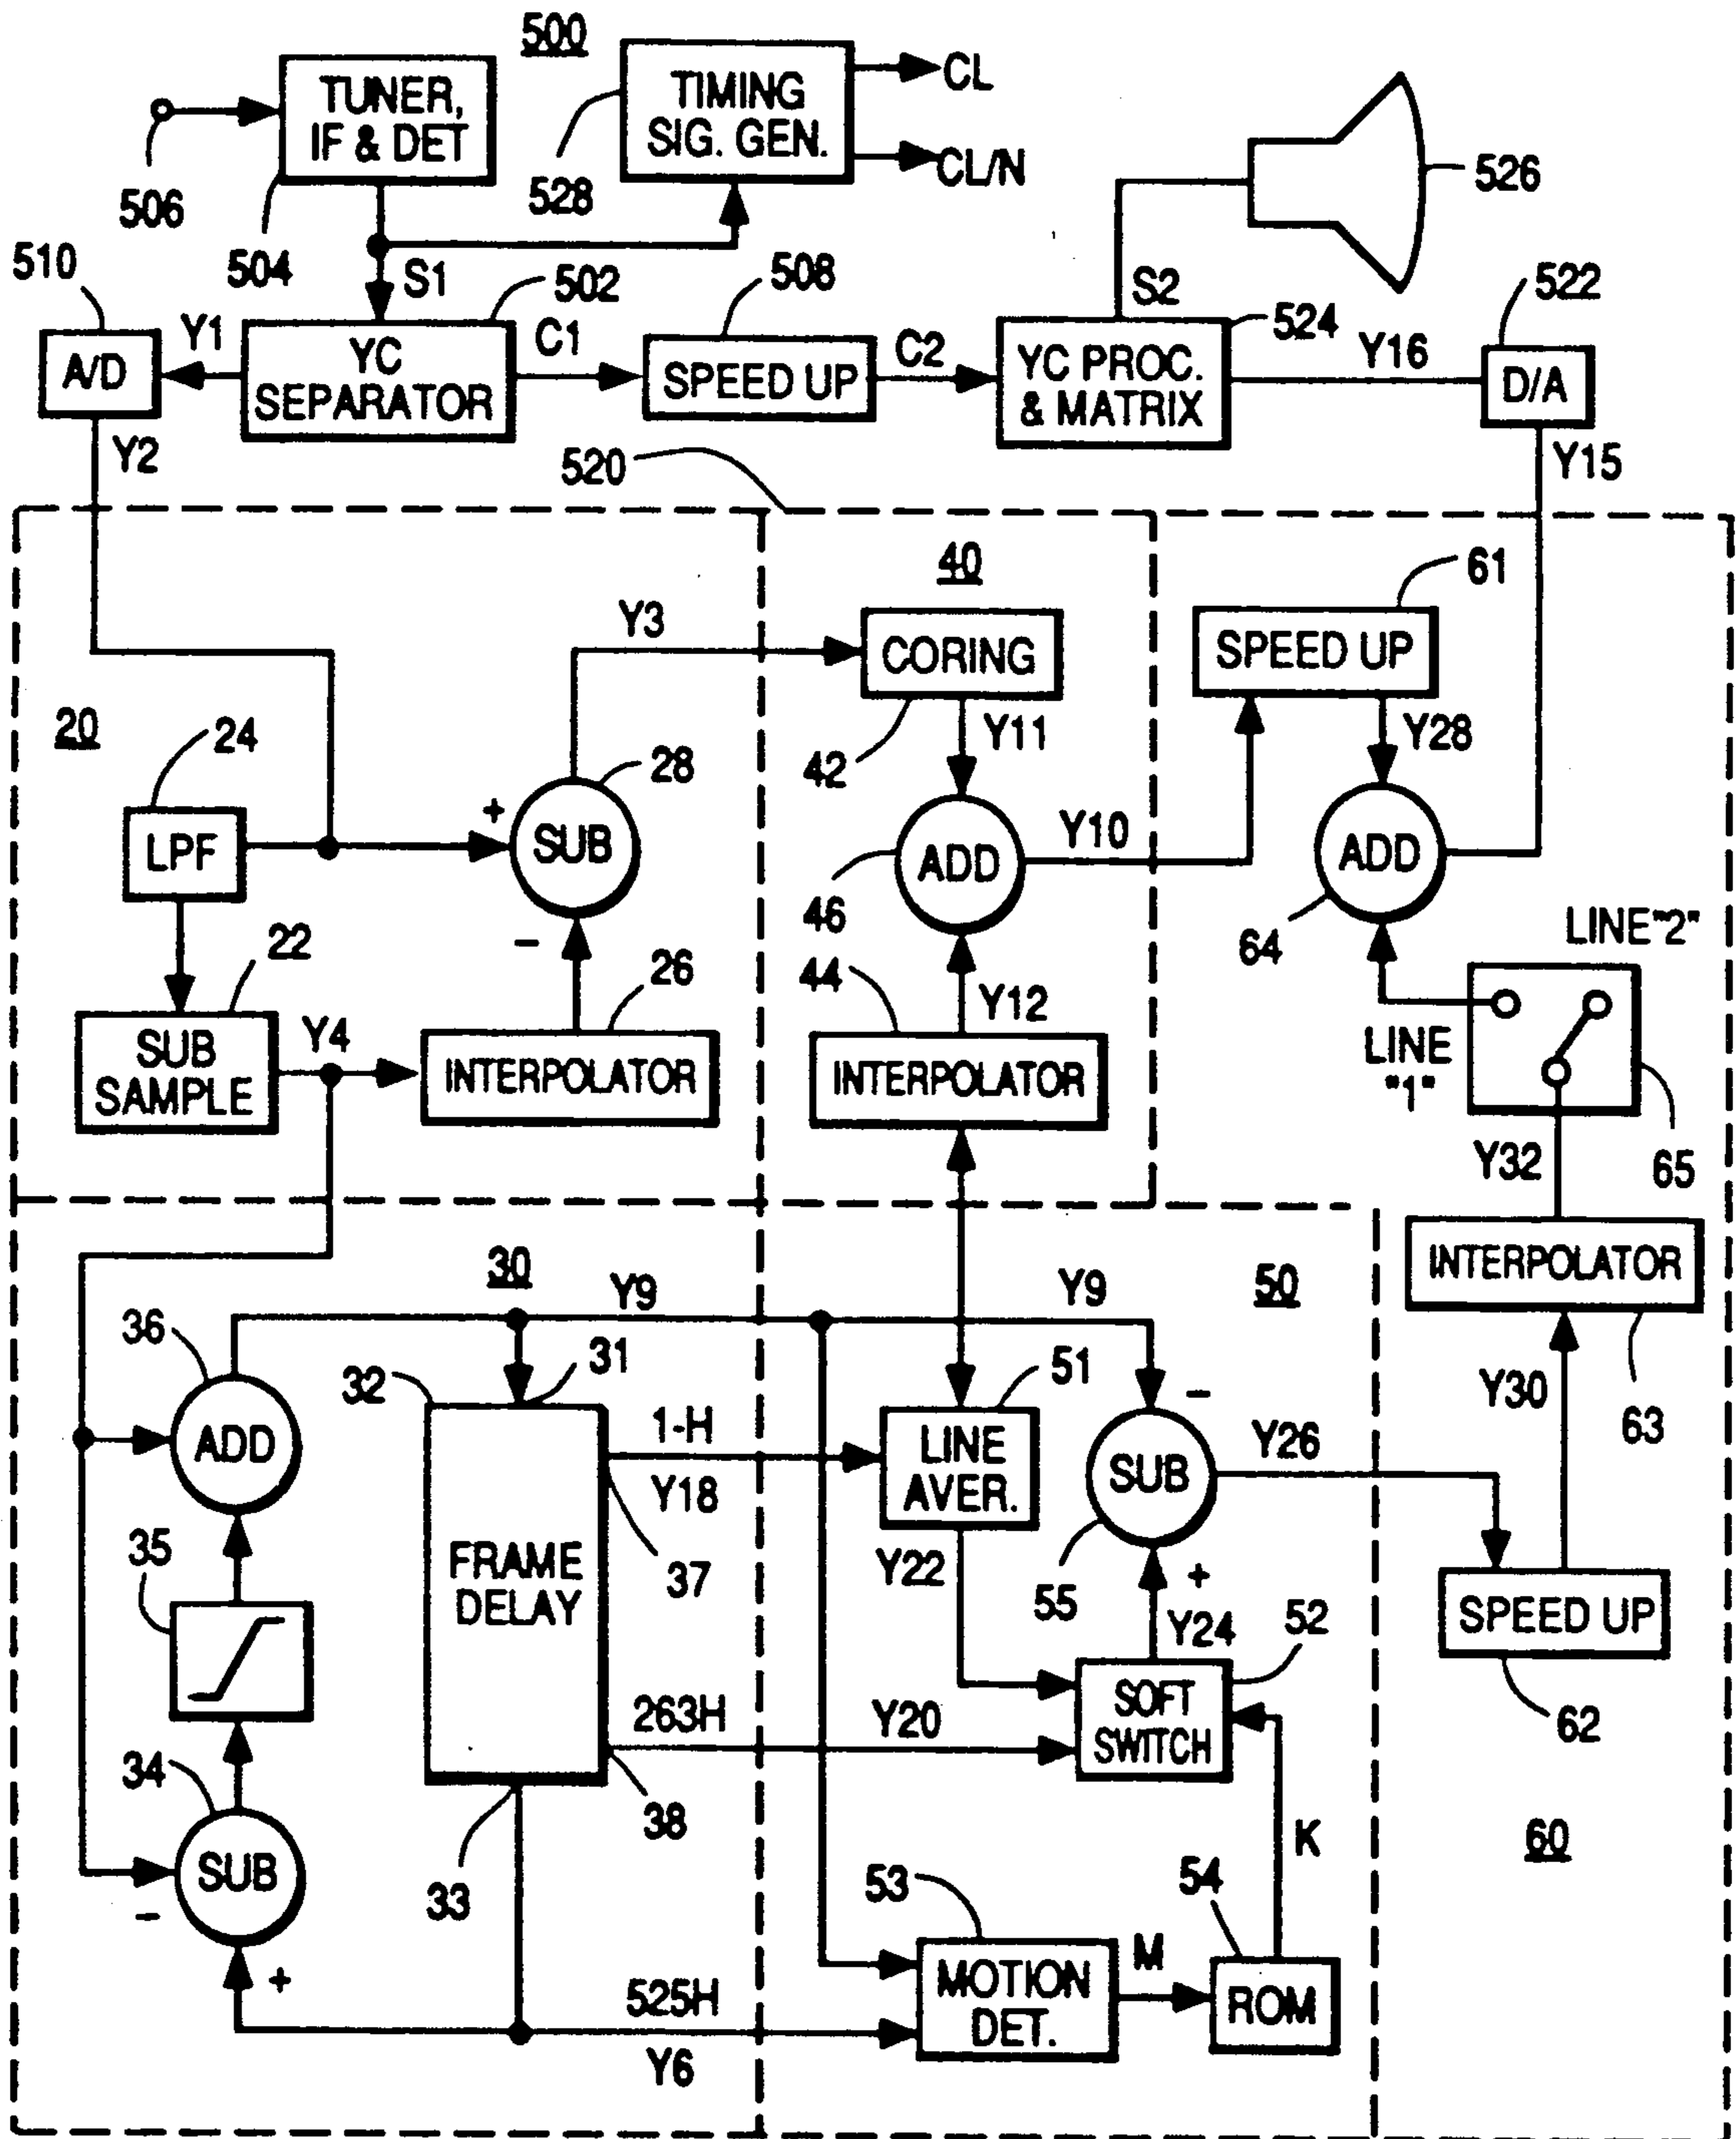 500
TUNER,
IF & DET
TIMING
SIG. GEN.
CL
CL/N
506
504
528
526
510
S1
502
508
S2
524
522
A/D
Y1
YC
SEPARATOR
C1
SPEED UP
C2
YC PROC.
& MATRIX
Y16
D/A
Y2
520
Y15
40
61
Y3
CORING
SPEED UP
20
24
28
42
Y11
Y28
LPF
+
SUB
-
46
ADD
Y10
ADD
64
LINE "2"
22
26
44
Y12
SUB
SAMPLE
Y4
INTERPOLATOR
INTERPOLATOR
LINE
"1"
65
Y32
30
Y9
Y9
50
INTERPOLATOR
36
32
31
51
-
Y30
63
ADD
1-H
Y18
LINE
AVER.
SUB
Y26
35
FRAME
DELAY
37
Y22
55
+
Y24
52
SPEED UP
263H
Y20
SOFT
SWITCH
62
34
38
K
60
SUB
-
33
53
54
+
525H
Y6
MOTION
DET.
M
ROM